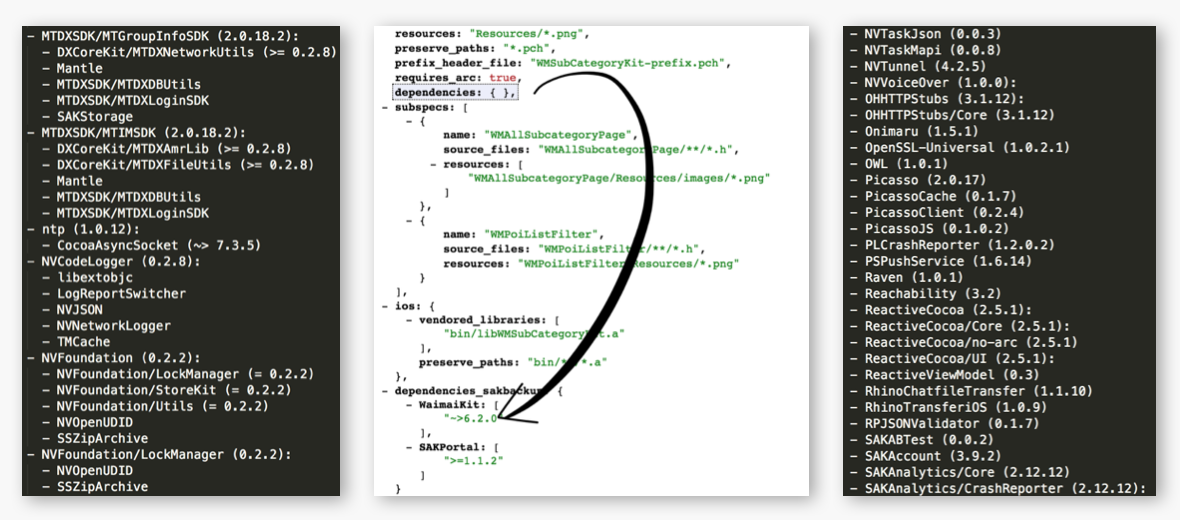 - MTDXSDK/MTGroupInfoSDK (2.0.18.2):
- DXCoreKit/MTDXNetworkUtils (>= 0.2.8)
- Mantle
- MTDXSDK/MTDXDBUtils
- MTDXSDK/MTDXLoginSDK
- SAKStorage
- MTDXSDK/MTIMSDK (2.0.18.2):
- DXCoreKit/MTDXAmrLib (>= 0.2.8)
- DXCoreKit/MTDXFileUtils (>= 0.2.8)
- Mantle
- MTDXSDK/MTDXDBUtils
- MTDXSDK/MTDXLoginSDK
- ntp (1.0.12):
- CocoaAsyncSocket (~> 7.3.5)
- NVCodeLogger (0.2.8):
- libextobjc
- LogReportSwitcher
- NVJSON
- NVNetworkLogger
- TMCache
- NVFoundation (0.2.2):
- NVFoundation/LockManager (= 0.2.2)
- NVFoundation/StoreKit (= 0.2.2)
- NVFoundation/Utils (= 0.2.2)
- NVOpenUDID
- SSZipArchive
- NVFoundation/LockManager (0.2.2):
- NVOpenUDID
- SSZipArchive
resources: "Resources/*.png",
preserve_paths: "*.pch",
prefix_header_file: "WMSubCategoryKit-prefix.pch",
requires_arc: true,
dependencies: { },
- subspecs: [
- {
name: "WMAllSubcategoryPage",
source_files: "WMAllSubcategoryPage/**/*.h",
- resources: [
"WMAllSubcategoryPage/Resources/images/*.png"
]
},
- {
name: "WMPoiListFilter",
source_files: "WMPoiListFilter/**/*.h",
resources: "WMPoiListFilter/Resources/*.png"
}
],
- ios: {
- vendored_libraries: [
"bin/libWMSubCategoryKit.a"
],
preserve_paths: "bin/**/*.a"
},
- dependencies_sakbackup: {
- WaimaiKit: [
"~>6.2.0
],
- SAKPortal: [
">=1.1.2"
]
}
- NVTaskJson (0.0.3)
- NVTaskMapi (0.0.8)
- NVTunnel (4.2.5)
- NVVoiceOver (1.0.0):
- OHHTTPStubs (3.1.12):
- OHHTTPStubs/Core (3.1.12)
- Onimaru (1.5.1)
- OpenSSL-Universal (1.0.2.1)
- OWL (1.0.1)
- Picasso (2.0.17)
- PicassoCache (0.1.7)
- PicassoClient (0.2.4)
- PicassoJS (0.1.0.2)
- PLCrashReporter (1.2.0.2)
- PSPushService (1.6.14)
- Raven (1.0.1)
- Reachability (3.2)
- ReactiveCocoa (2.5.1):
- ReactiveCocoa/Core (2.5.1):
- ReactiveCocoa/no-arc (2.5.1)
- ReactiveCocoa/UI (2.5.1):
- ReactiveViewModel (0.3)
- RhinoChatfileTransfer (1.1.10)
- RhinoTransferiOS (1.0.9)
- RPJSONValidator (0.1.7)
- SAKABTest (0.0.2)
- SAKAccount (3.9.2)
- SAKAnalytics/Core (2.12.12)
- SAKAnalytics/CrashReporter (2.12.12):